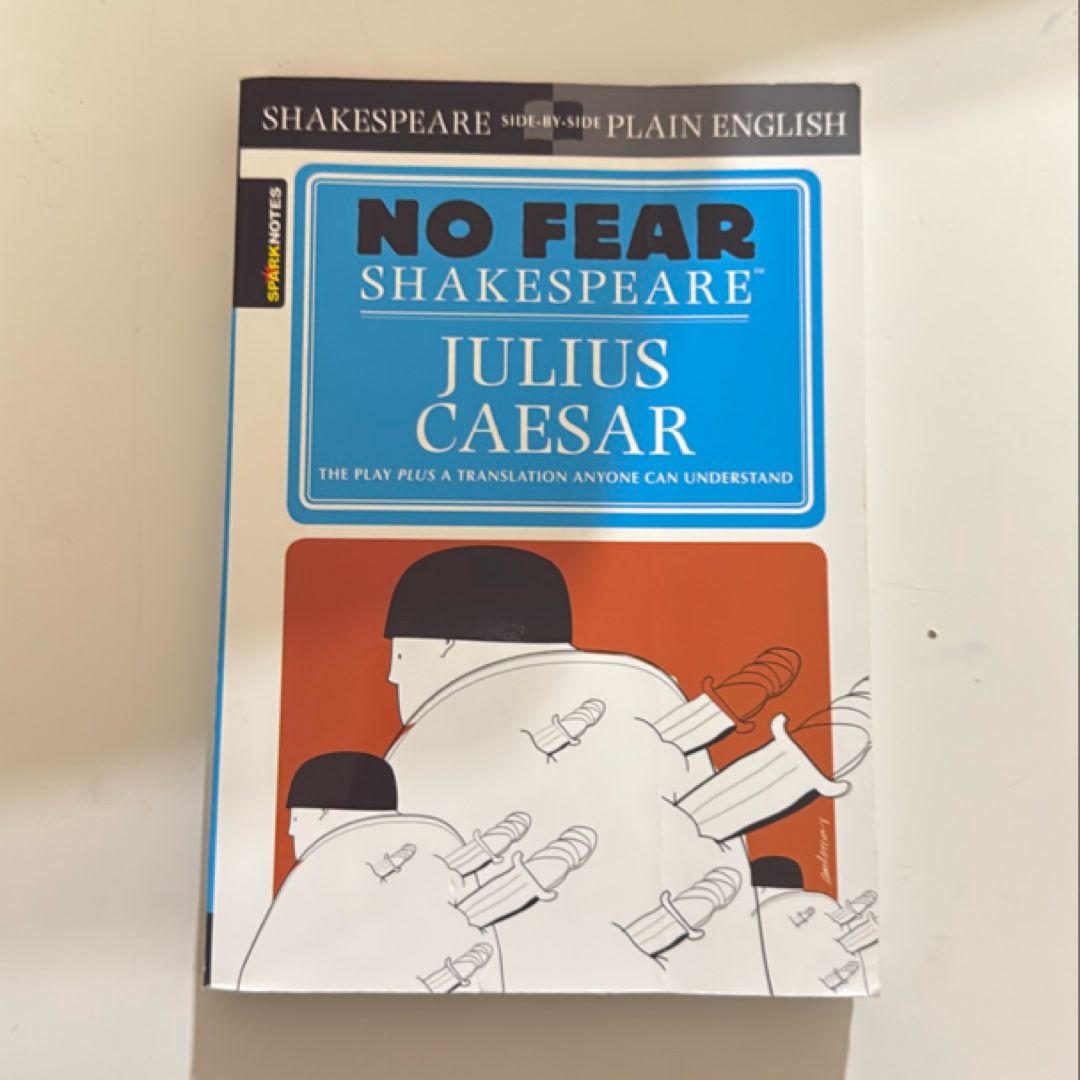 SHAKESPEARE SIDE-BY-SIDE PLAIN ENGLISH
SPARKNOTES
NO FEAR
SHAKESPEARE™
JULIUS
CAESAR
THE PLAY PLUS A TRANSLATION ANYONE CAN UNDERSTAND